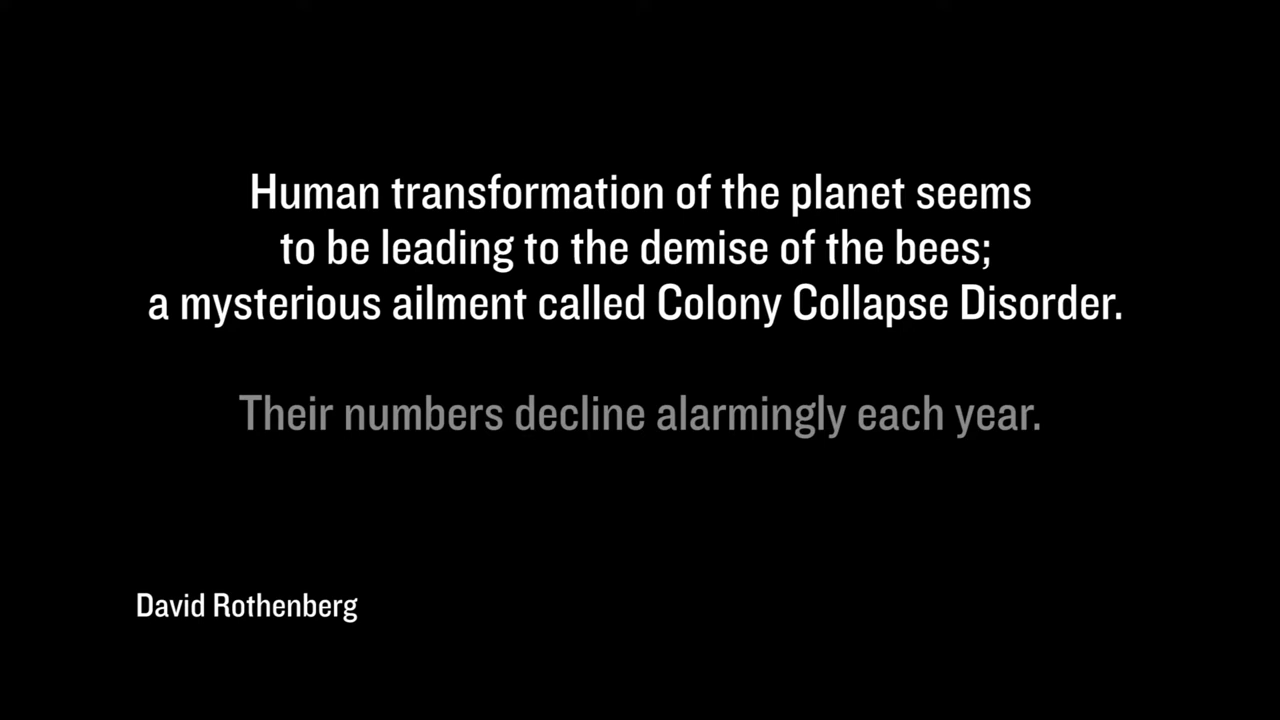 Human transformation of the planet seems
to be leading to the demise of the bees;
a mysterious ailment called Colony Collapse Disorder.
Their numbers decline alarmingly each year.
David Rothenberg